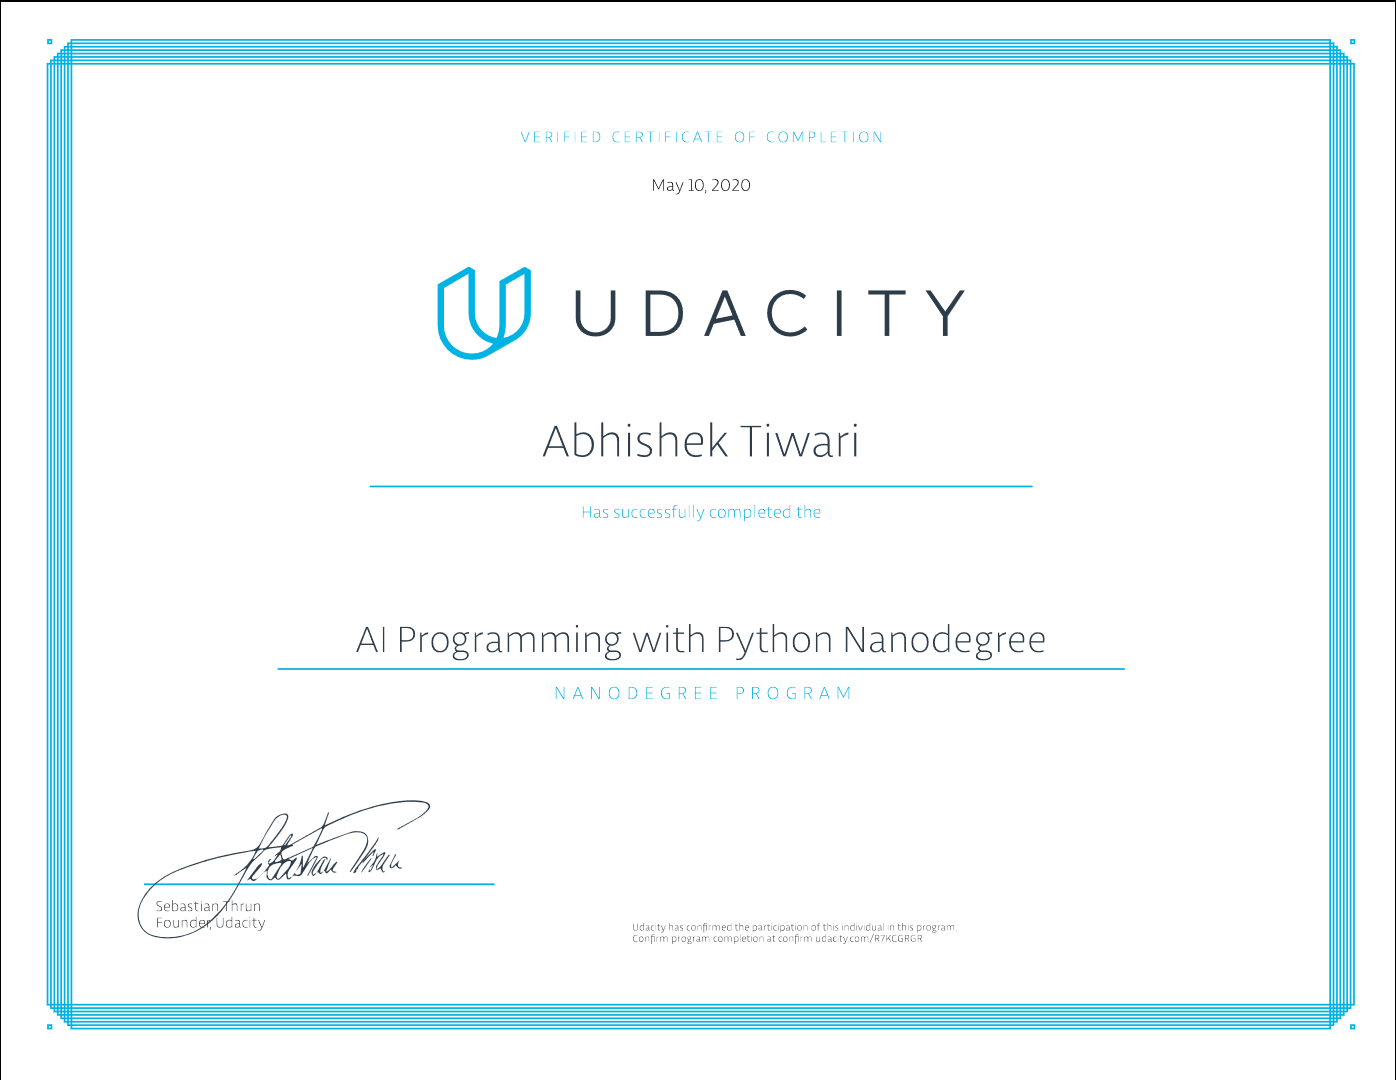 VERIFIED CERTIFICATE OF COMPLETION
May 10, 2020
UDACITY
Abhishek Tiwari
Has successfully completed the
AI Programming with Python Nanodegree
NANODEGREE PROGRAM
Sebastian Thrun
Sebastian Thrun
Founder, Udacity
Udacity has confirmed the participation of this individual in this program.
Confirm program completion at confirm.udacity.com/R7KCGRGR